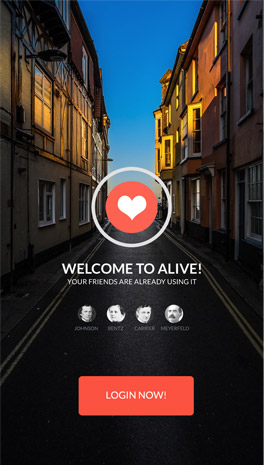 WELCOME TO ALIVE!
YOUR FRIENDS ARE ALREADY USING IT
JOHNSON BENTZ CARRIER MEYERFELD
LOGIN NOW!